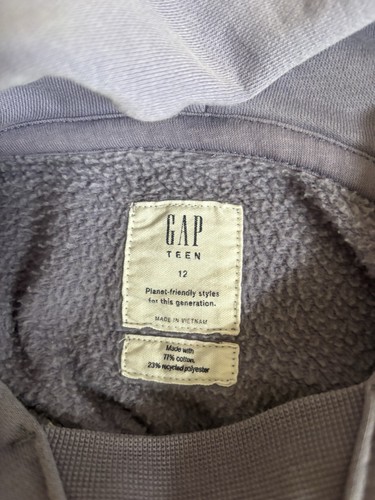 GAP
TEEN
12
Planet-friendly styles
for this generation.
MADE IN VIETNAM
Made with
77% cotton,
23% recycled polyester